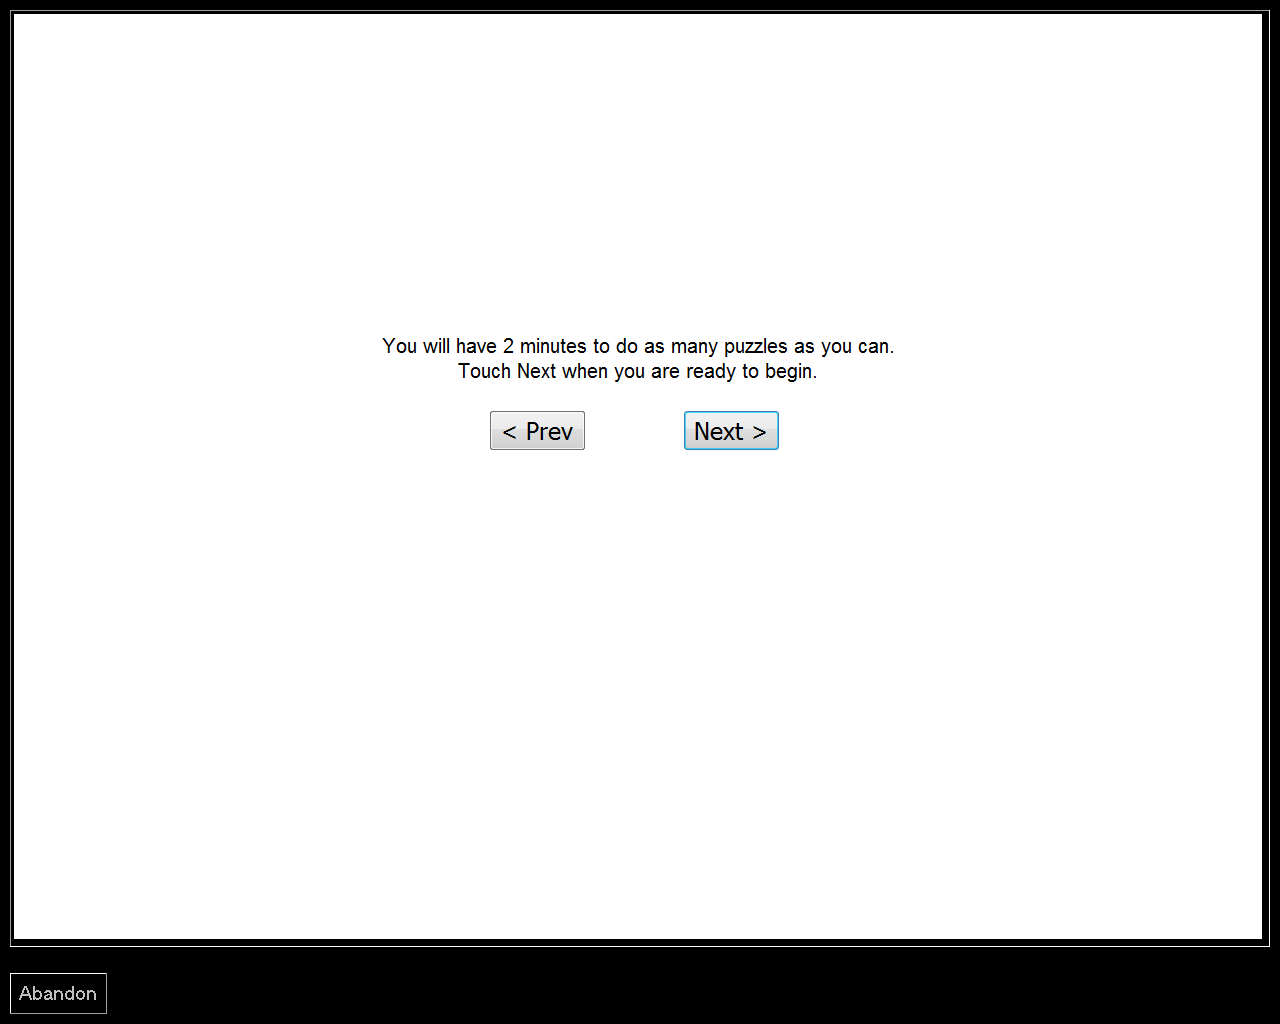 You will have 2 minutes to do as many puzzles as you can.
Touch Next when you are ready to begin.
< Prev
Next >
Abandon